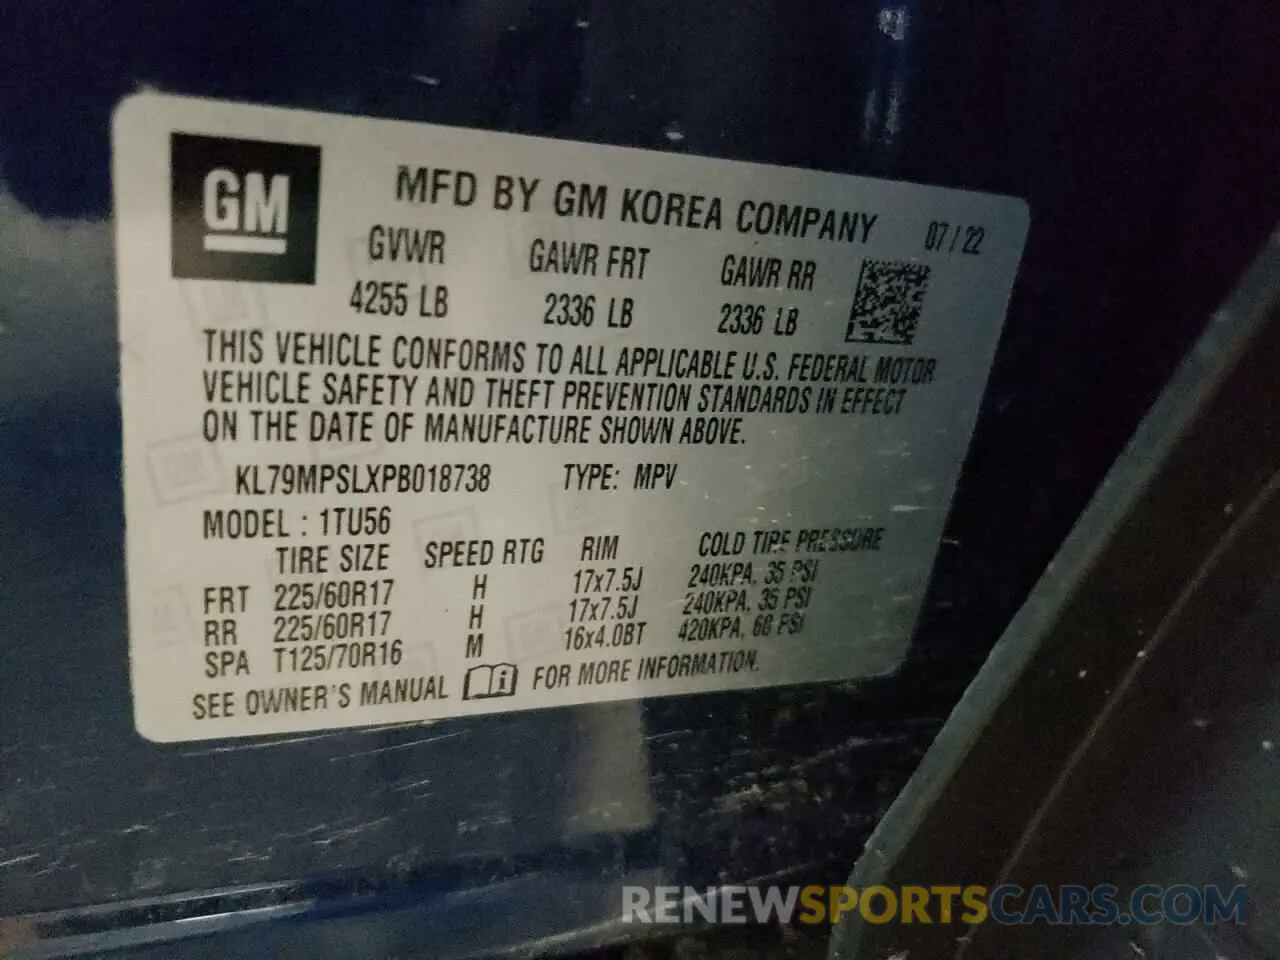 GM
MFD BY GM KOREA COMPANY 07/22
GVWR GAWR FRT GAWR RR
4255 LB 2336 LB 2336 LB
THIS VEHICLE CONFORMS TO ALL APPLICABLE U.S. FEDERAL MOTOR
VEHICLE SAFETY AND THEFT PREVENTION STANDARDS IN EFFECT
ON THE DATE OF MANUFACTURE SHOWN ABOVE.
KL79MPSLXPB018738 TYPE: MPV
MODEL : 1TU56
TIRE SIZE SPEED RTG RIM COLD TIRE PRESSURE
FRT 225/60R17 H 17x7.5J 240KPA, 35 PSI
RR 225/60R17 H 17x7.5J 240KPA, 35 PSI
SPA T125/70R16 M 16x4.0BT 420KPA, 60 PSI
SEE OWNER'S MANUAL i FOR MORE INFORMATION.
RENEWSPORTSCARS.COM